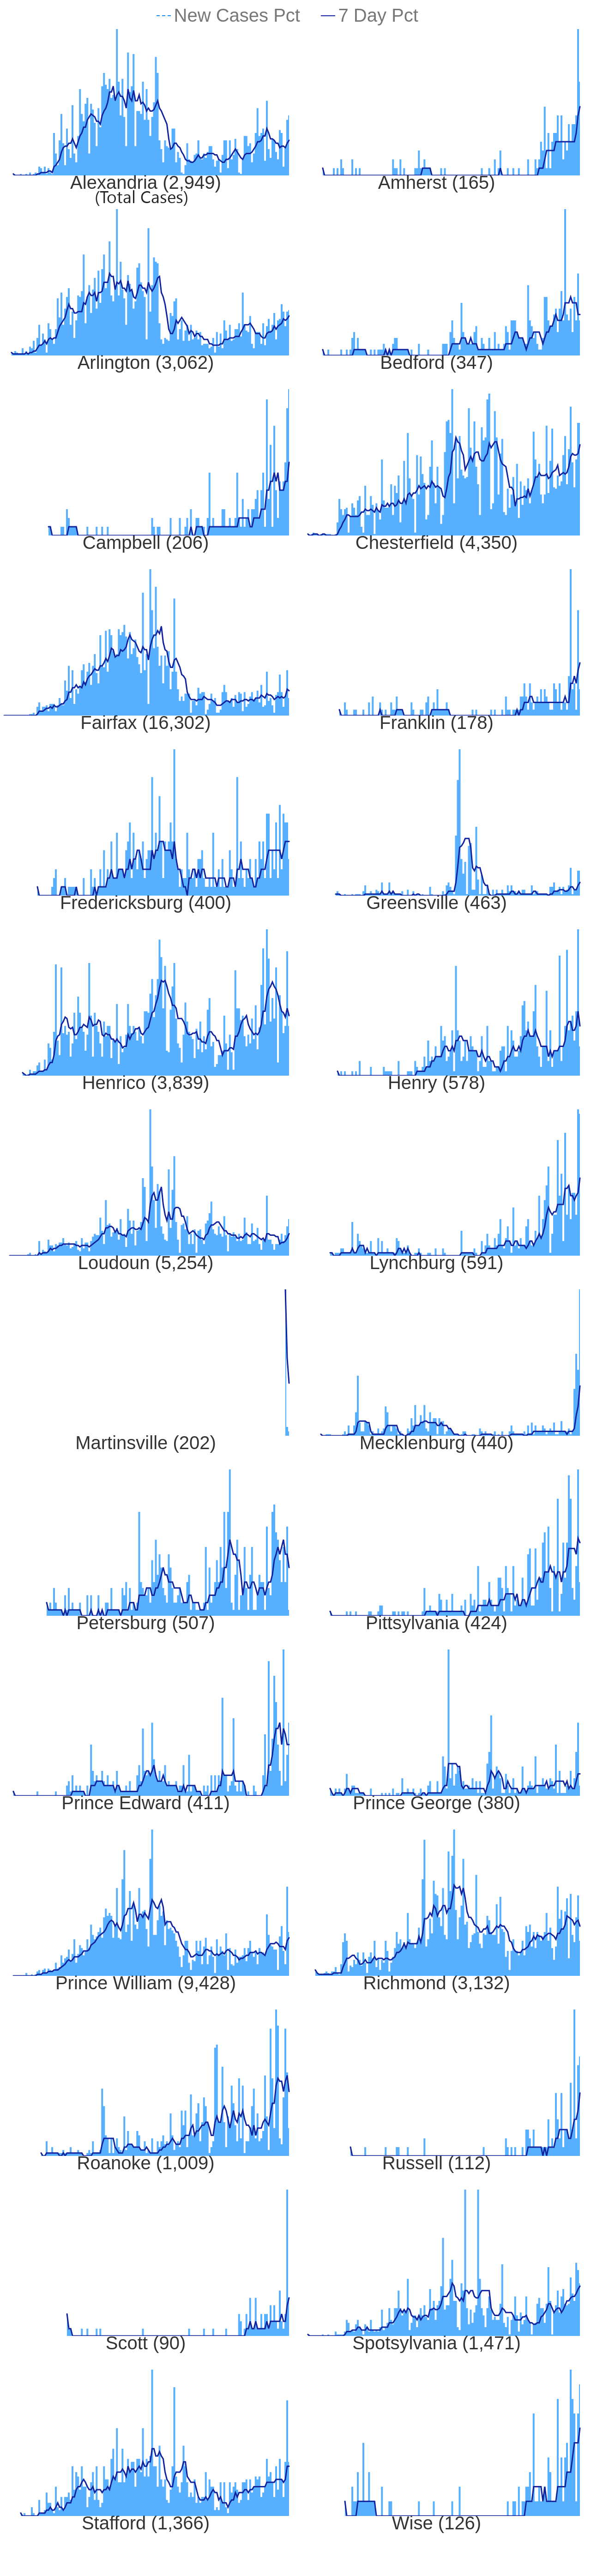 New Cases Pct 7 Day Pct
Alexandria (2,949) Amherst (165)
(Total Cases)
Arlington (3,062) Bedford (347)
Campbell (206) Chesterfield (4,350)
Fairfax (16,302) Franklin (178)
Fredericksburg (400) Greensville (463)
Henrico (3,839) Henry (578)
Loudoun (5,254) Lynchburg (591)
Martinsville (202) Mecklenburg (440)
Petersburg (507) Pittsylvania (424)
Prince Edward (411) Prince George (380)
Prince William (9,428) Richmond (3,132)
Roanoke (1,009) Russell (112)
Scott (90) Spotsylvania (1,471)
Stafford (1,366) Wise (126)